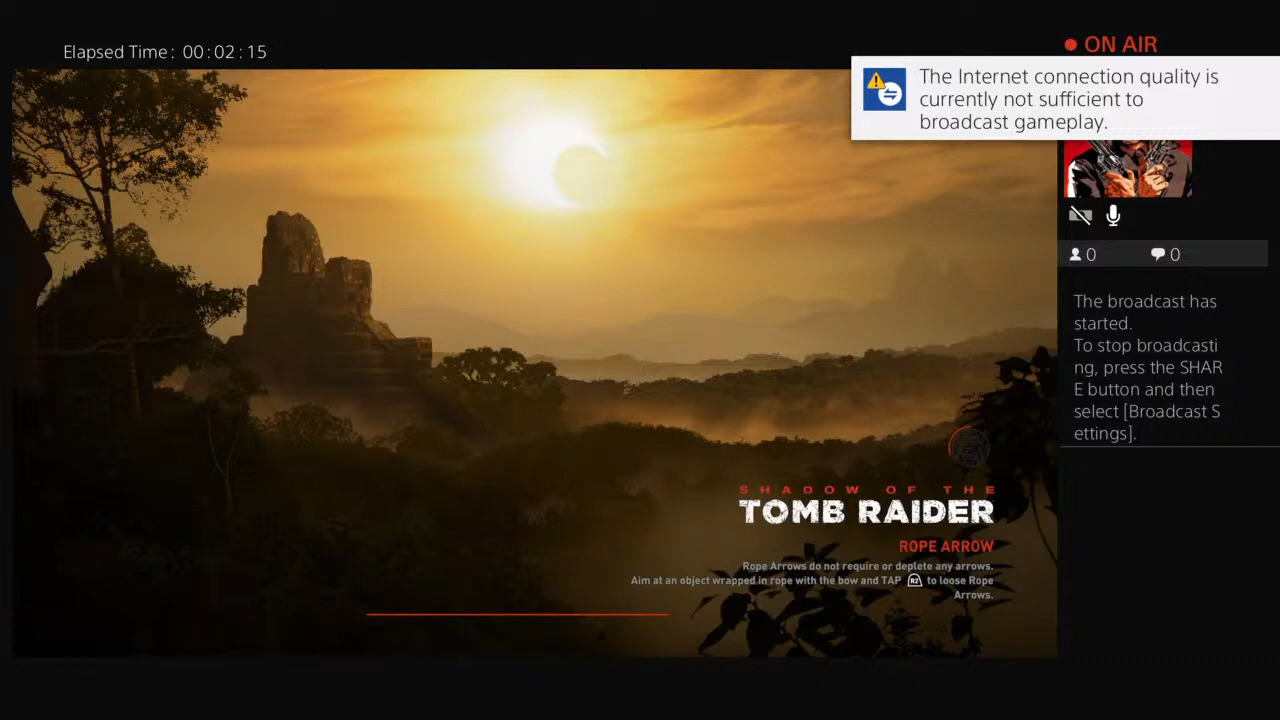 Elapsed Time: 00:02:15
ON AIR
The Internet connection quality is
currently not sufficient to
broadcast gameplay.
0
0
The broadcast has
started.
To stop broadcasti
ng, press the SHAR
E button and then
select [Broadcast S
ettings].
SHADOW OF THE
TOMB RAIDER
ROPE ARROW
Rope Arrows do not require or deplete any arrows.
Aim at an object wrapped in rope with the bow and TAP R2 to loose Rope
Arrows.